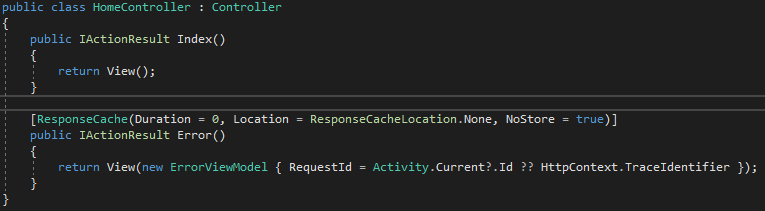 public class HomeController : Controller
{
public IActionResult Index()
{
return View();
}
[ResponseCache(Duration = 0, Location = ResponseCacheLocation.None, NoStore = true)]
public IActionResult Error()
{
return View(new ErrorViewModel { RequestId = Activity.Current?.Id ?? HttpContext.TraceIdentifier });
}
}